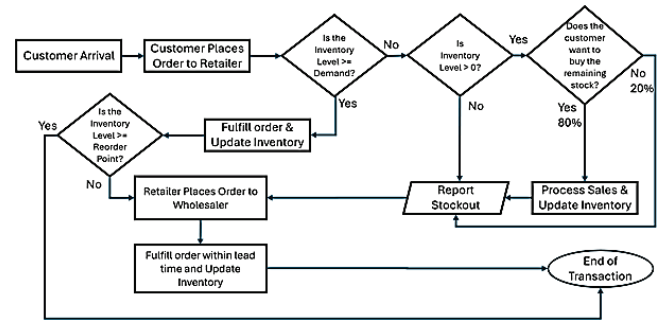 Customer Arrival
Customer Places
Order to Retailer
Is the
Inventory
Level >=
Demand?
No
Is
Inventory
Level > 0?
Yes
Does the
customer
want to
buy the
remaining
stock?
No
20%
Yes
No
Yes
80%
Fulfill order &
Update Inventory
Yes
Is the
Inventory
Level >=
Reorder
Point?
No
Retailer Places Order to
Wholesaler
Report
Stockout
Process Sales &
Update Inventory
Fulfill order within lead
time and Update
Inventory
End of
Transaction